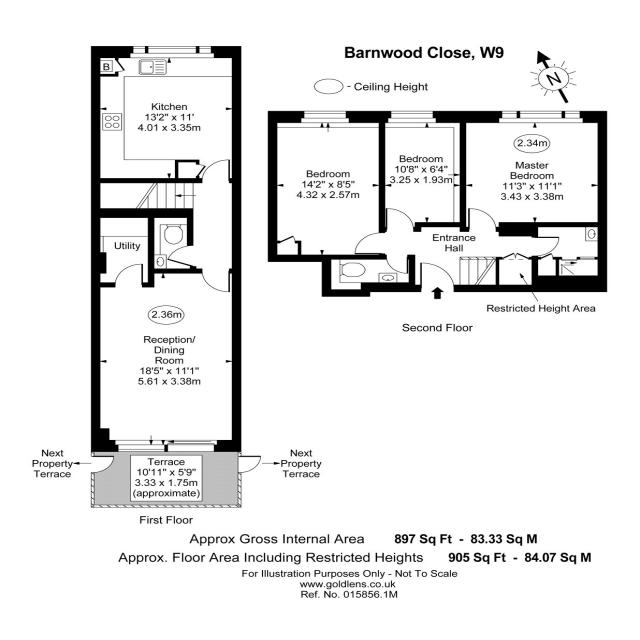 Barnwood Close, W9
- Ceiling Height
N
B
Kitchen
13'2" x 11'
4.01 x 3.35m
Utility
2.36m
Reception/
Dining
Room
18'5" x 11'1"
5.61 x 3.38m
Next
Property
Terrace
Terrace
10'11" x 5'9"
3.33 x 1.75m
(approximate)
Next
Property
Terrace
First Floor
Bedroom
14'2" x 8'5"
4.32 x 2.57m
Bedroom
10'8" x 6'4"
3.25 x 1.93m
2.34m
Master
Bedroom
11'3" x 11'1"
3.43 x 3.38m
Entrance
Hall
Restricted Height Area
Second Floor
Approx Gross Internal Area 897 Sq Ft - 83.33 Sq M
Approx. Floor Area Including Restricted Heights 905 Sq Ft - 84.07 Sq M
For Illustration Purposes Only - Not To Scale
www.goldlens.co.uk
Ref. No. 015856.1M